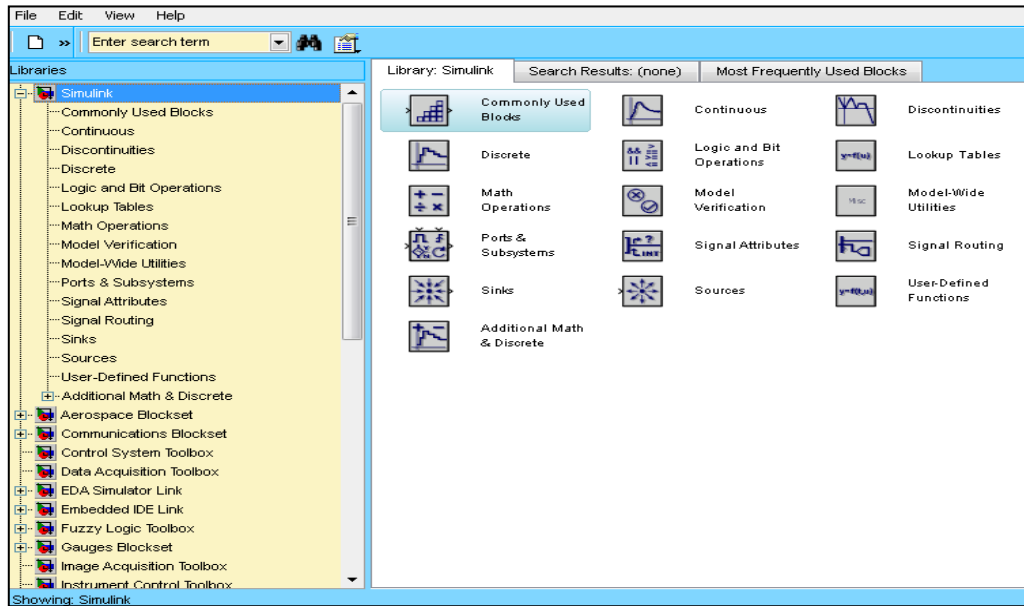 File Edit View Help
» Enter search term
Libraries
Simulink
Commonly Used Blocks
Continuous
Discontinuities
Discrete
Logic and Bit Operations
Lookup Tables
Math Operations
Model Verification
Model-Wide Utilities
Ports & Subsystems
Signal Attributes
Signal Routing
Sinks
Sources
User-Defined Functions
Additional Math & Discrete
Aerospace Blockset
Communications Blockset
Control System Toolbox
Data Acquisition Toolbox
EDA Simulator Link
Embedded IDE Link
Fuzzy Logic Toolbox
Gauges Blockset
Image Acquisition Toolbox
Instrument Control Toolbox
Library: Simulink Search Results: (none) Most Frequently Used Blocks
Commonly Used
Blocks
Continuous
Discontinuities
Discrete
Logic and Bit
Operations
y=f(u)
Lookup Tables
Math
Operations
Model
Verification
Misc
Model-Wide
Utilities
Ports &
Subsystems
Signal Attributes
Signal Routing
Sinks
Sources
User-Defined
Functions
Additional Math
& Discrete
Showing: Simulink